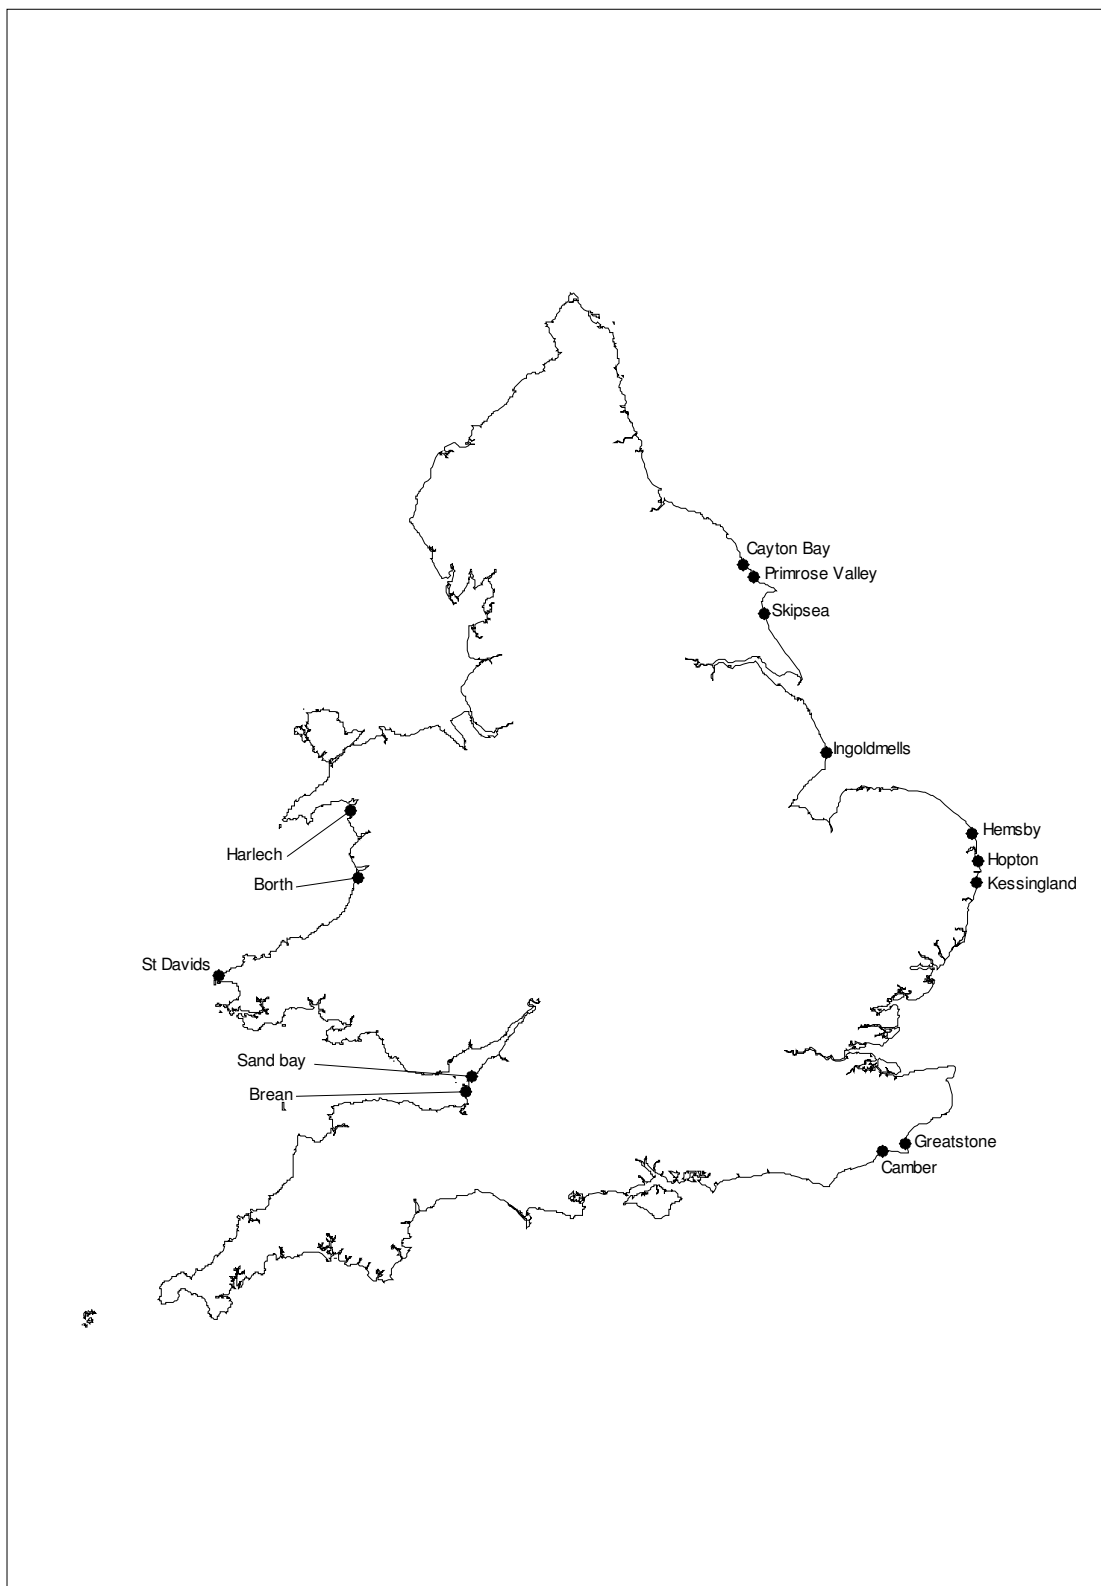 Cayton Bay
Primrose Valley
Skipsea
Ingoldmells
Hemsby
Harlech
Hopton
Borth
Kessingland
St Davids
Sand bay
Brean
Greatstone
Camber